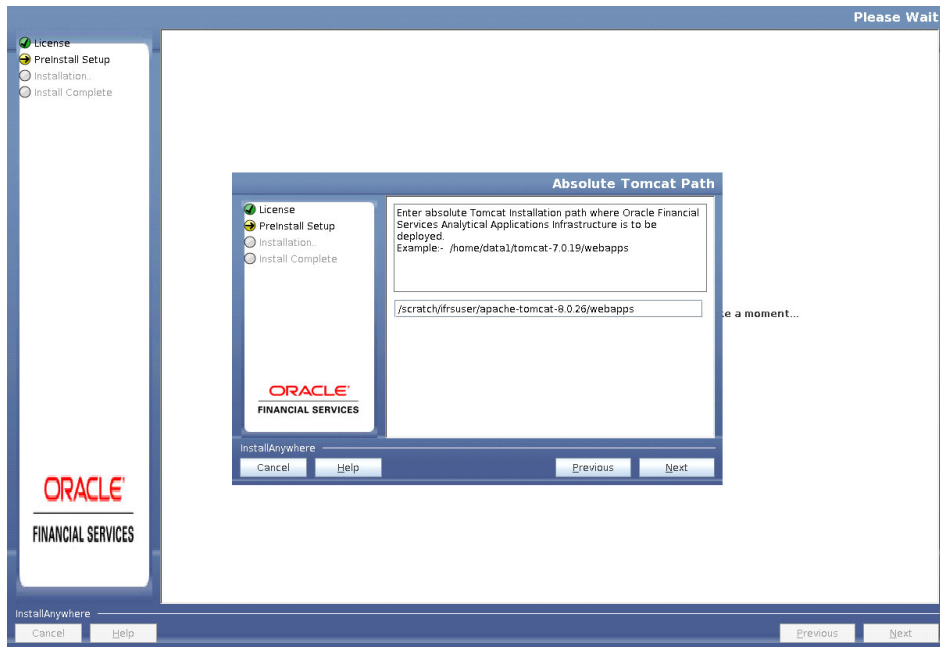 Please Wait
License
PreInstall Setup
Installation..
Install Complete
Absolute Tomcat Path
License
PreInstall Setup
Installation..
Install Complete
Enter absolute Tomcat Installation path where Oracle Financial
Services Analytical Applications Infrastructure is to be
deployed.
Example:- /home/data1/tomcat-7.0.19/webapps
/scratch/ifrsuser/apache-tomcat-8.0.26/webapps
a moment...
ORACLE'
FINANCIAL SERVICES
InstallAnywhere
Cancel
Help
Previous
Next
ORACLE'
FINANCIAL SERVICES
InstallAnywhere
Cancel
Help
Previous
Next